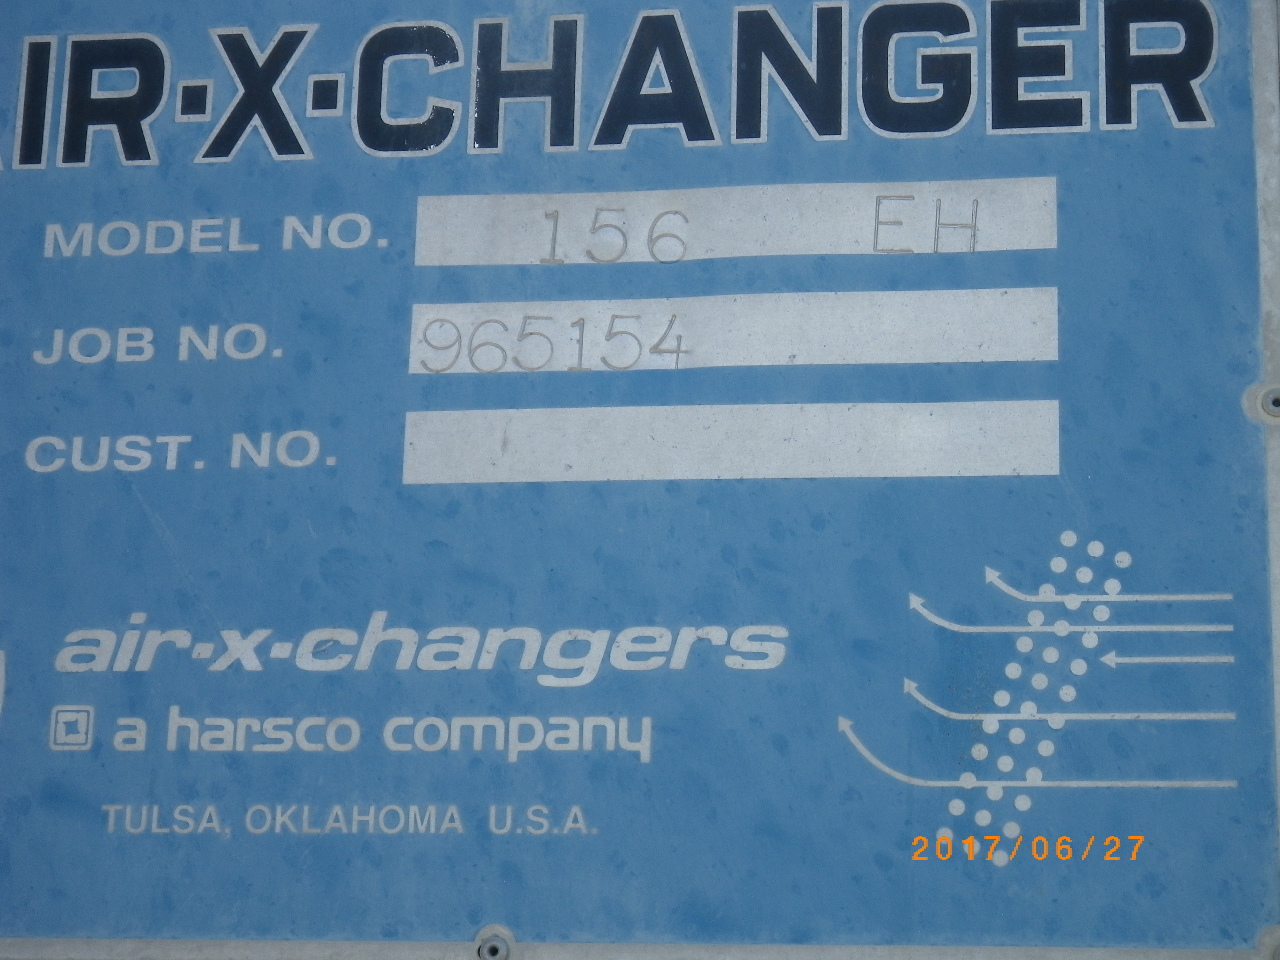 IR·X·CHANGER
MODEL NO. 156 EH
JOB NO. 965154
CUST. NO.
air-x-changers
a harsco company
TULSA, OKLAHOMA U.S.A.
2017/06/27